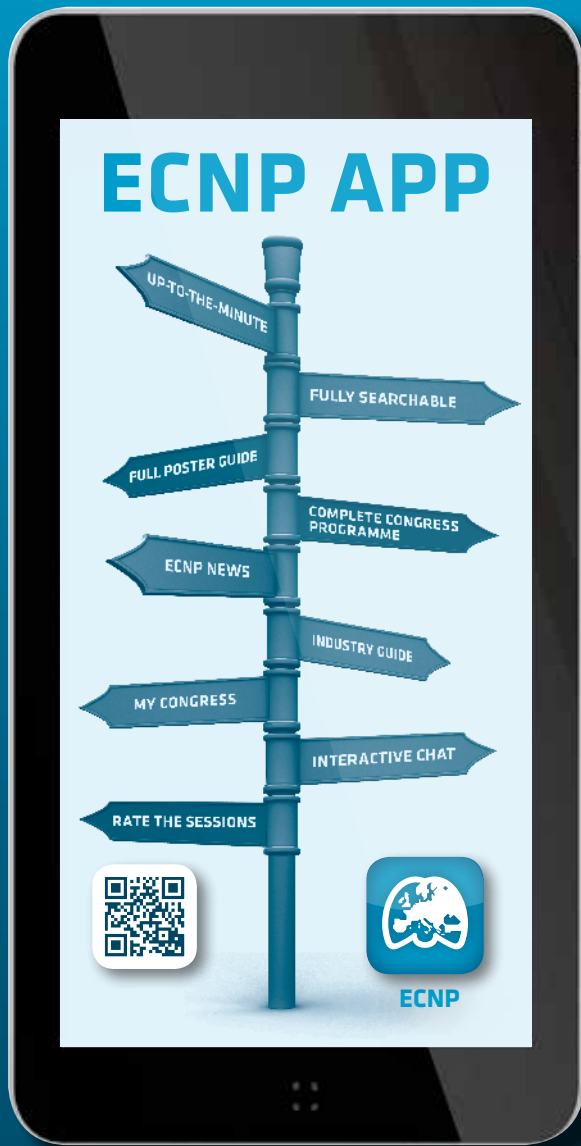 ECNP APP
UP-TO-THE-MINUTE
FULLY SEARCHABLE
FULL POSTER GUIDE
COMPLETE CONGRESS
PROGRAMME
ECNP NEWS
INDUSTRY GUIDE
MY CONGRESS
INTERACTIVE CHAT
RATE THE SESSIONS
ECNP